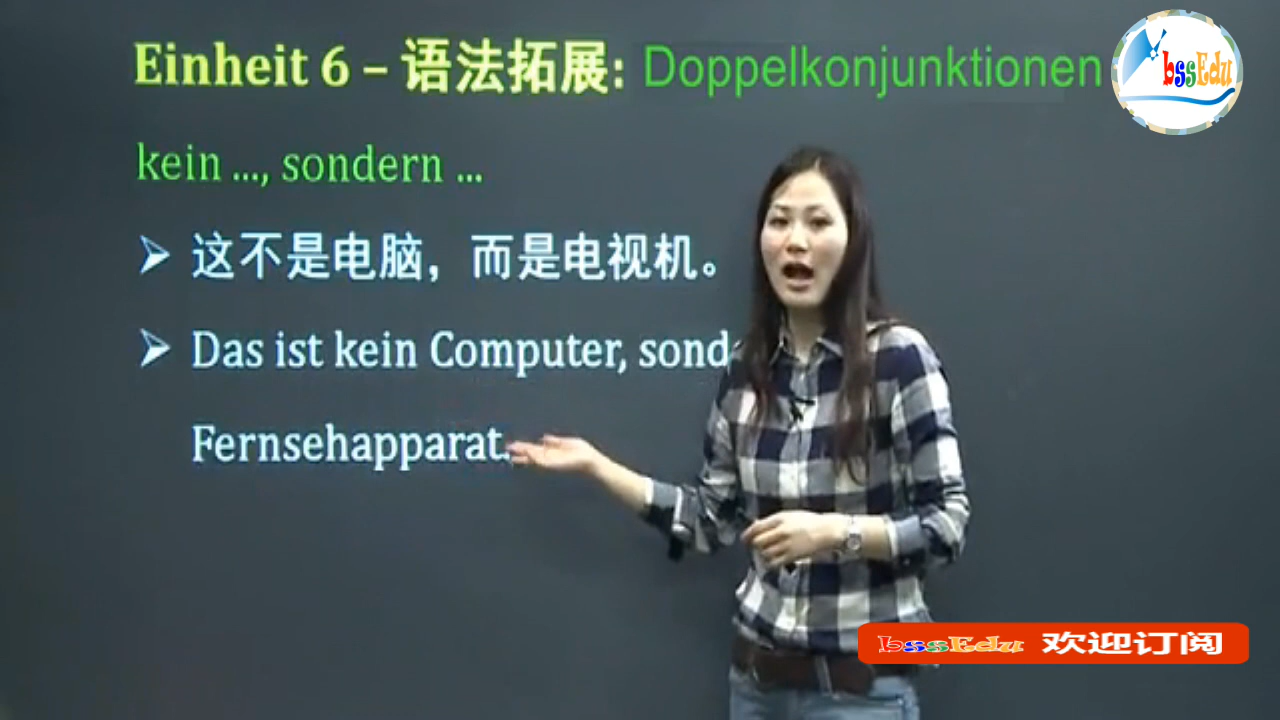 Einheit 6 – 语法拓展: Doppelkonjunktionen
bssEdu
kein ..., sondern ...
这不是电脑，而是电视机。
Das ist kein Computer,
Fernsehapparat.
bssEdu 欢迎订阅